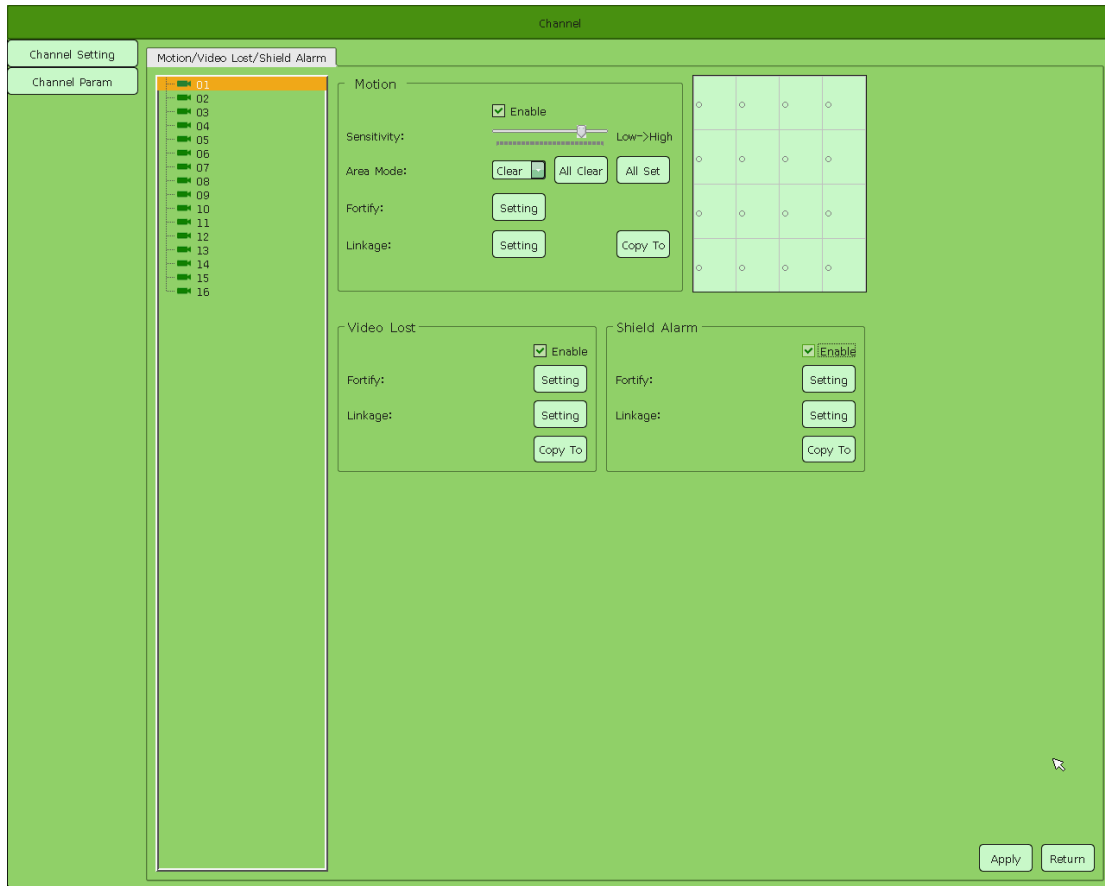 Channel
Channel Setting
Channel Param
Motion/Video Lost/Shield Alarm
01
02
03
04
05
06
07
08
09
10
11
12
13
14
15
16
Motion
Enable
Sensitivity: Low->High
Area Mode: Clear All Clear All Set
Fortify: Setting
Linkage: Setting Copy To
Video Lost
Enable
Fortify: Setting
Linkage: Setting
Copy To
Shield Alarm
Enable
Fortify: Setting
Linkage: Setting
Copy To
Apply Return